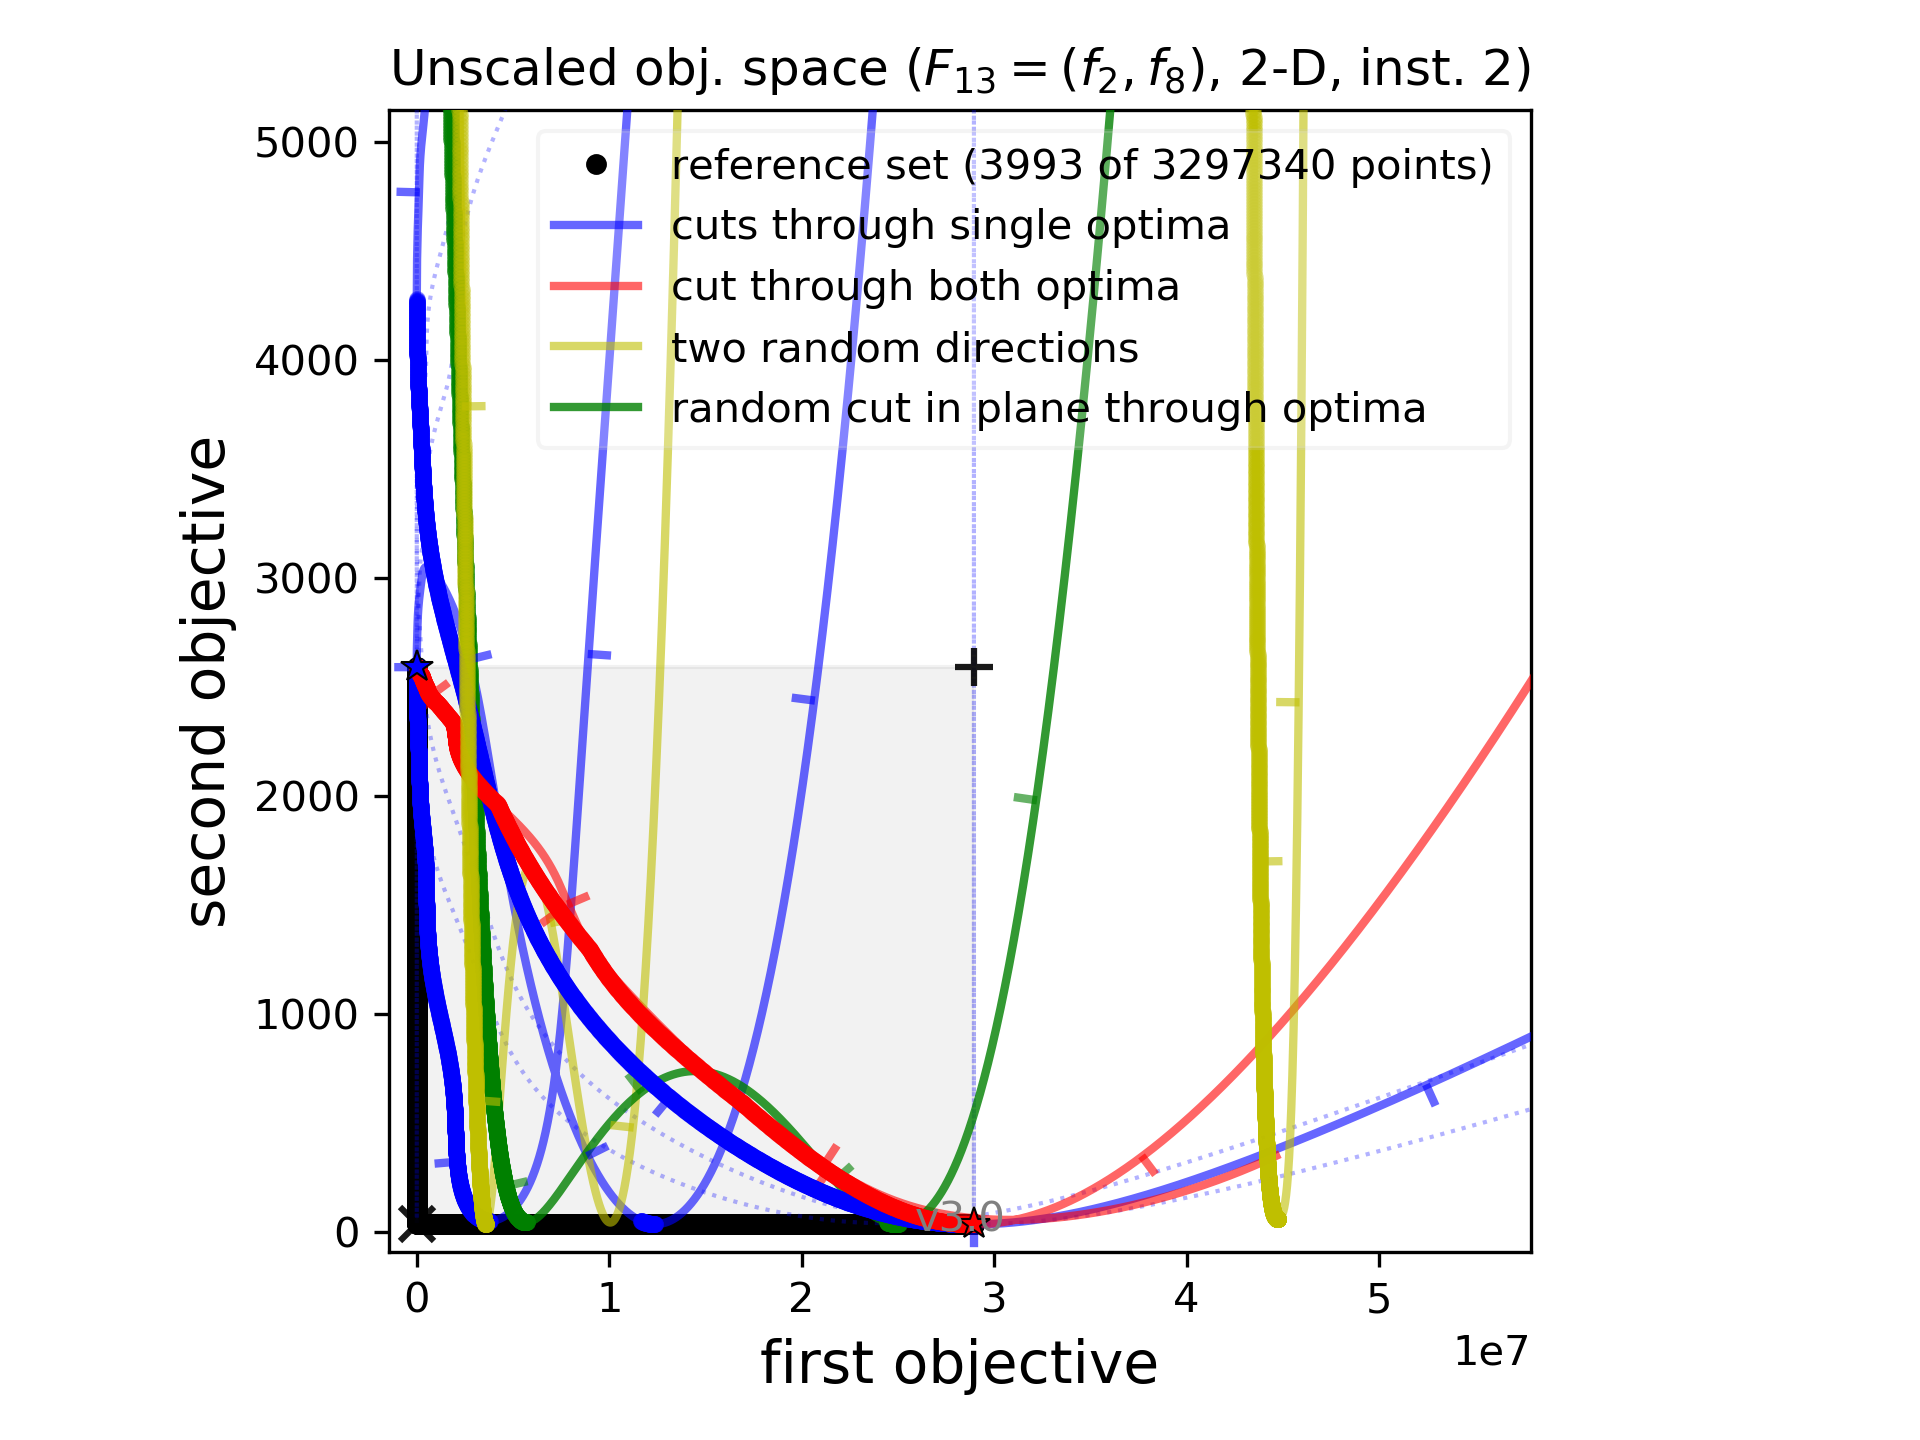 Unscaled obj. space (F13 = (f2, f8), 2-D, inst. 2)
5000
4000
3000
2000
1000
0
second objective
reference set (3993 of 3297340 points)
cuts through single optima
cut through both optima
two random directions
random cut in plane through optima
v3.0
0 1 2 3 4 5
1e7
first objective